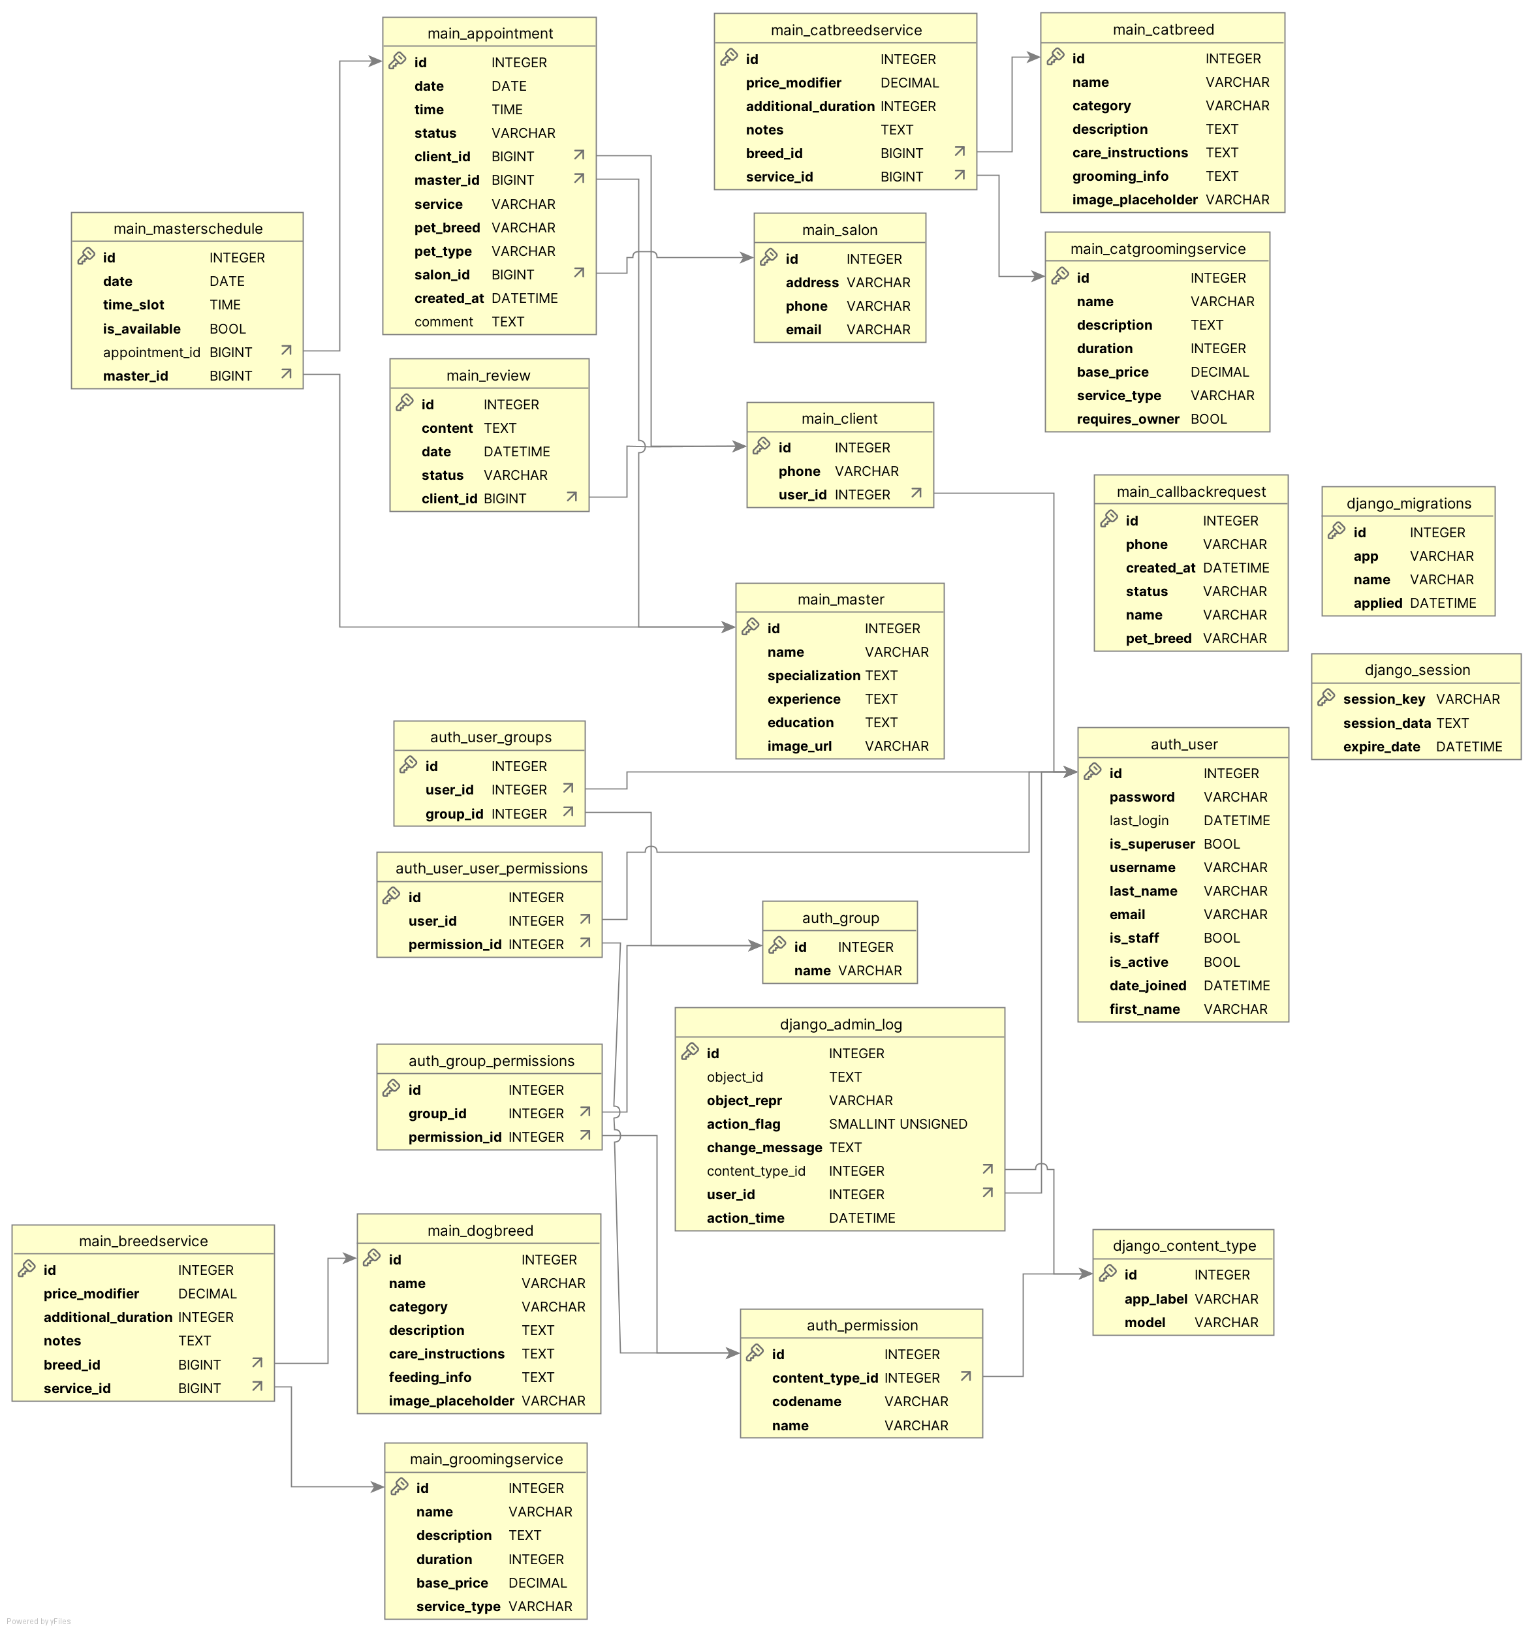 main_appointment
id INTEGER
date DATE
time TIME
status VARCHAR
client_id BIGINT
master_id BIGINT
service VARCHAR
pet_breed VARCHAR
pet_type VARCHAR
salon_id BIGINT
created_at DATETIME
comment TEXT
main_catbreedservice
id INTEGER
price_modifier DECIMAL
additional_duration INTEGER
notes TEXT
breed_id BIGINT
service_id BIGINT
main_catbreed
id INTEGER
name VARCHAR
category VARCHAR
description TEXT
care_instructions TEXT
grooming_info TEXT
image_placeholder VARCHAR
main_masterschedule
id INTEGER
date DATE
time_slot TIME
is_available BOOL
appointment_id BIGINT
master_id BIGINT
main_salon
id INTEGER
address VARCHAR
phone VARCHAR
email VARCHAR
main_catgroomingservice
id INTEGER
name VARCHAR
description TEXT
duration INTEGER
base_price DECIMAL
service_type VARCHAR
requires_owner BOOL
main_review
id INTEGER
content TEXT
date DATETIME
status VARCHAR
client_id BIGINT
main_client
id INTEGER
phone VARCHAR
user_id INTEGER
main_callbackrequest
id INTEGER
phone VARCHAR
created_at DATETIME
status VARCHAR
name VARCHAR
pet_breed VARCHAR
django_migrations
id INTEGER
app VARCHAR
name VARCHAR
applied DATETIME
main_master
id INTEGER
name VARCHAR
specialization TEXT
experience TEXT
education TEXT
image_url VARCHAR
django_session
session_key VARCHAR
session_data TEXT
expire_date DATETIME
auth_user_groups
id INTEGER
user_id INTEGER
group_id INTEGER
auth_user
id INTEGER
password VARCHAR
last_login DATETIME
is_superuser BOOL
username VARCHAR
last_name VARCHAR
email VARCHAR
is_staff BOOL
is_active BOOL
date_joined DATETIME
first_name VARCHAR
auth_user_user_permissions
id INTEGER
user_id INTEGER
permission_id INTEGER
auth_group
id INTEGER
name VARCHAR
django_admin_log
id INTEGER
object_id TEXT
object_repr VARCHAR
action_flag SMALLINT UNSIGNED
change_message TEXT
content_type_id INTEGER
user_id INTEGER
action_time DATETIME
auth_group_permissions
id INTEGER
group_id INTEGER
permission_id INTEGER
main_breedservice
id INTEGER
price_modifier DECIMAL
additional_duration INTEGER
notes TEXT
breed_id BIGINT
service_id BIGINT
main_dogbreed
id INTEGER
name VARCHAR
category VARCHAR
description TEXT
care_instructions TEXT
feeding_info TEXT
image_placeholder VARCHAR
django_content_type
id INTEGER
app_label VARCHAR
model VARCHAR
auth_permission
id INTEGER
content_type_id INTEGER
codename VARCHAR
name VARCHAR
main_groomingservice
id INTEGER
name VARCHAR
description TEXT
duration INTEGER
base_price DECIMAL
service_type VARCHAR
Powered by yFiles